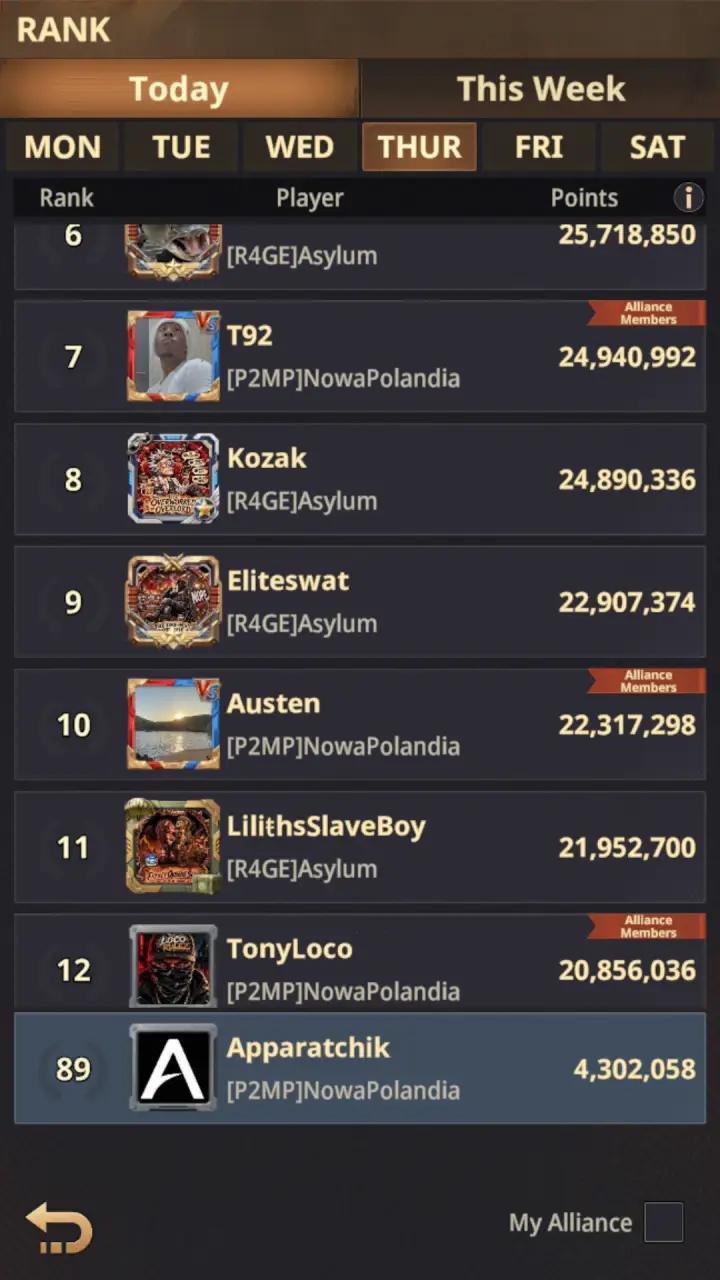 RANK
Today
This Week
MON
TUE
WED
THUR
FRI
SAT
Rank
Player
Points
6
[R4GE]Asylum
25,718,850
Alliance
Members
7
T92
[P2MP]NowaPolandia
24,940,992
8
Kozak
[R4GE]Asylum
24,890,336
9
Eliteswat
[R4GE]Asylum
22,907,374
Alliance
Members
10
Austen
[P2MP]NowaPolandia
22,317,298
11
LilithsSlaveBoy
[R4GE]Asylum
21,952,700
Alliance
Members
12
TonyLoco
[P2MP]NowaPolandia
20,856,036
89
Apparatchik
[P2MP]NowaPolandia
4,302,058
My Alliance